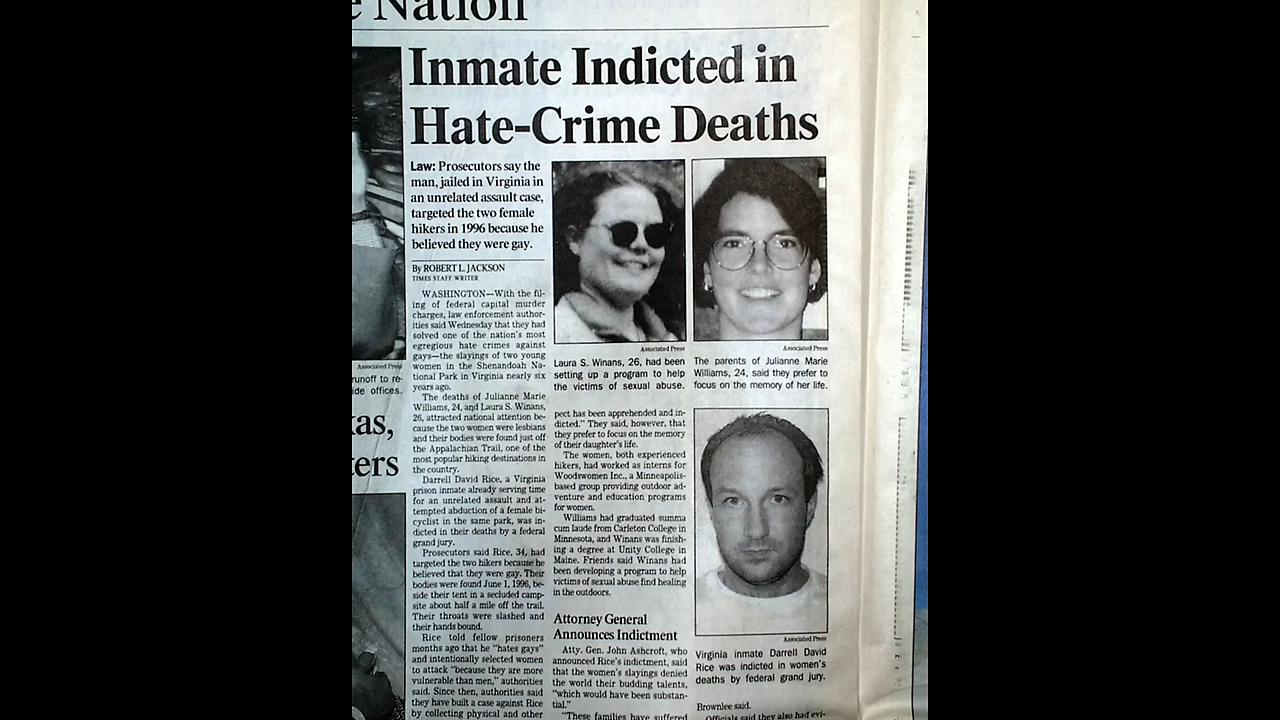 e Nation
Inmate Indicted in
Hate-Crime Deaths
Law: Prosecutors say the
man, jailed in Virginia in
an unrelated assault case,
targeted the two female
hikers in 1996 because he
believed they were gay.
By ROBERT L. JACKSON
TIMES STAFF WRITER
WASHINGTON—With the fil-
ing of federal capital murder
charges, law enforcement author-
ities said Wednesday that they had
solved one of the nation's most
egregious hate crimes against
gays—the slayings of two young
women in the Shenandoah Na-
tional Park in Virginia nearly six
years ago.
The deaths of Julianne Marie
Williams, 24, and Laura S. Winans,
26, attracted national attention be-
cause the two women were lesbians
and their bodies were found just off
the Appalachian Trail, one of the
most popular hiking destinations in
the country.
Darrell David Rice, a Virginia
prison inmate already serving time
for an unrelated assault and at-
tempted abduction of a female bi-
cyclist in the same park, was in-
dicted in their deaths by a federal
grand jury.
Prosecutors said Rice, 34, had
targeted the two hikers because he
believed that they were gay. Their
bodies were found June 1, 1996, be-
side their tent in a secluded camp-
site about half a mile off the trail.
Their throats were slashed and
their hands bound.
Rice told fellow prisoners
months ago that he "hates gays"
and intentionally selected women
to attack "because they are more
vulnerable than men," authorities
said. Since then, authorities said
they have built a case against Rice
by collecting physical and other
Associated Press
Laura S. Winans, 26, had been
setting up a program to help
the victims of sexual abuse.
Associated Press
The parents of Julianne Marie
Williams, 24, said they prefer to
focus on the memory of her life.
pect has been apprehended and in-
dicted." They said, however, that
they prefer to focus on the memory
of their daughter's life.
The women, both experienced
hikers, had worked as interns for
Woodswomen Inc., a Minneapolis-
based group providing outdoor ad-
venture and education programs
for women.
Williams had graduated summa
cum laude from Carleton College in
Minnesota, and Winans was finish-
ing a degree at Unity College in
Maine. Friends said Winans had
been developing a program to help
victims of sexual abuse find healing
in the outdoors.
Attorney General
Announces Indictment
Atty. Gen. John Ashcroft, who
announced Rice's indictment, said
that the women's slayings denied
the world their budding talents,
"which would have been substan-
tial."
"These families have suffered
Associated Press
Virginia inmate Darrell David
Rice was indicted in women's
deaths by federal grand jury.
Brownlee said.
Officials said they also had evi-
Associated Press
runoff to re-
ide offices.
kas,
ters